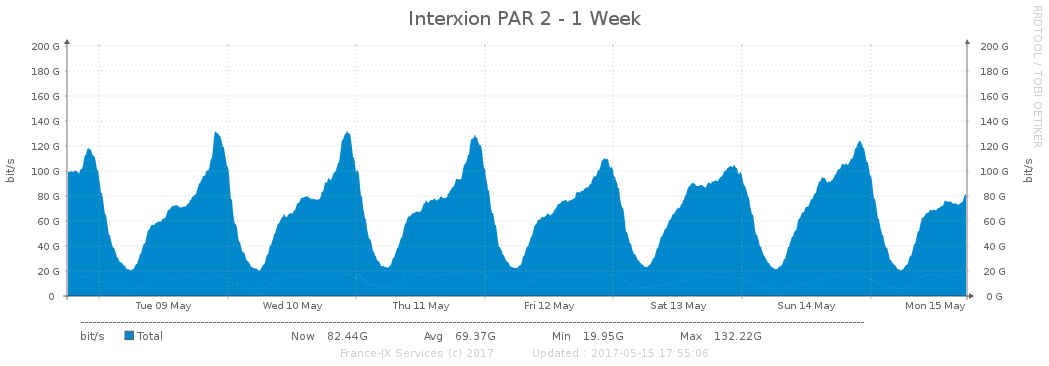 Interxion PAR 2 - 1 Week
RRDTOOL / TOBI OETIKER
bit/s
200 G 200 G
180 G 180 G
160 G 160 G
140 G 140 G
120 G 120 G
100 G 100 G
80 G 80 G
60 G 60 G
40 G 40 G
20 G 20 G
0 0 G
bit/s
Tue 09 May Wed 10 May Thu 11 May Fri 12 May Sat 13 May Sun 14 May Mon 15 May
bit/s Total Now 82.44G Avg 69.37G Min 19.95G Max 132.22G
France-IX Services (c) 2017 Updated : 2017-05-15 17:55:06